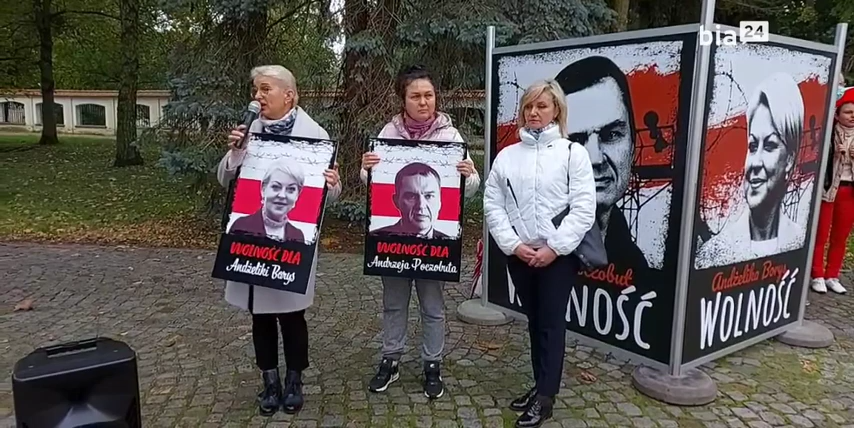 bia24
WOLNOŚĆ DLA
Andżeliki Borys
WOLNOŚĆ DLA
Andrzeja Poczobuta
Poczobut
WOLNOŚĆ
Andżelika Borys
WOLNOŚĆ